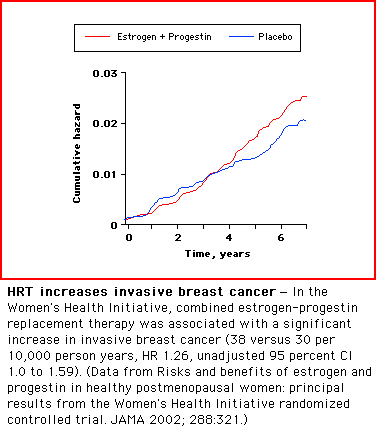 Estrogen + Progestin Placebo
0.03
0.02
0.01
0
Cumulative hazard
0 2 4 6
Time, years
HRT increases invasive breast cancer – In the
Women's Health Initiative, combined estrogen-progestin
replacement therapy was associated with a significant
increase in invasive breast cancer (38 versus 30 per
10,000 person years, HR 1.26, unadjusted 95 percent CI
1.0 to 1.59). (Data from Risks and benefits of estrogen and
progestin in healthy postmenopausal women: principal
results from the Women's Health Initiative randomized
controlled trial. JAMA 2002; 288:321.)